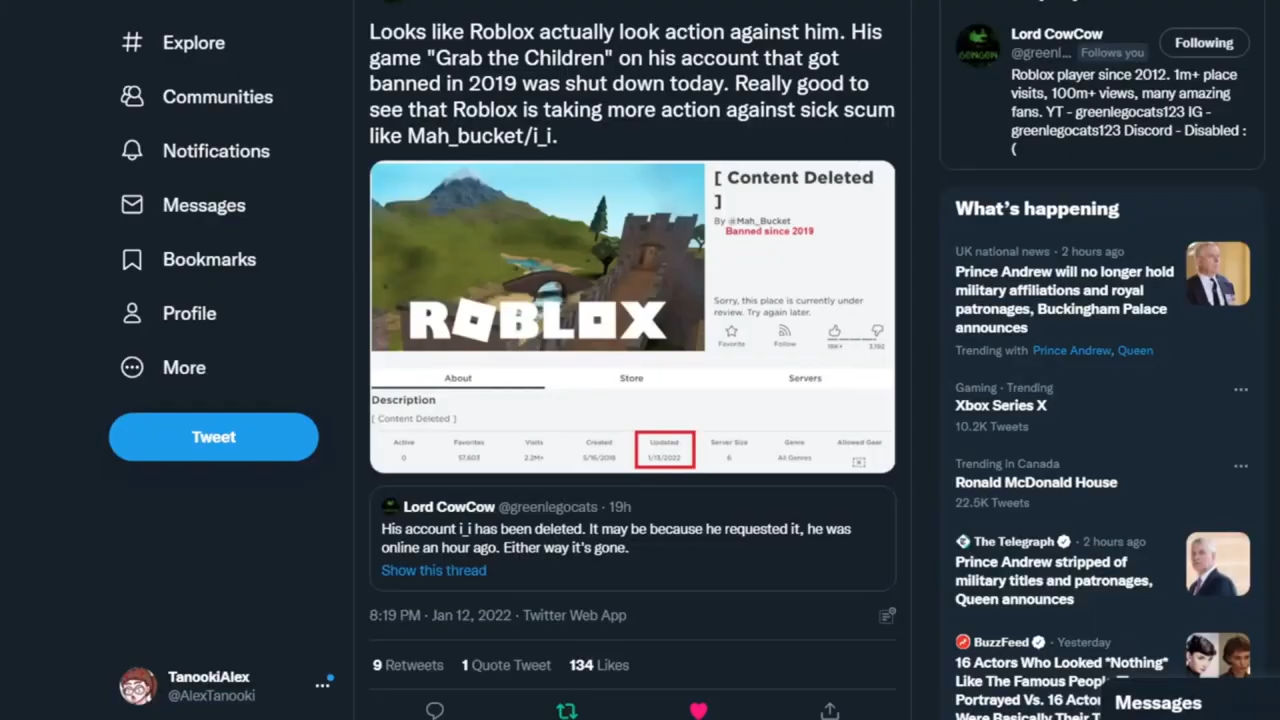 Explore
Communities
Notifications
Messages
Bookmarks
Profile
More
Tweet
TanookiAlex
@AlexTanooki
Looks like Roblox actually look action against him. His
game "Grab the Children" on his account that got
banned in 2019 was shut down today. Really good to
see that Roblox is taking more action against sick scum
like Mah_bucket/i_i.
ROBLOX
[ Content Deleted
]
By @Mah_Bucket
Banned since 2019
Sorry, this place is currently under
review. Try again later.
Favorite Follow 16K+ 3,192
About Store Servers
Description
[ Content Deleted ]
Active Favorites Visits Created Updated Server Size Genre Allowed Gear
0 57,603 2.2M+ 5/16/2018 1/13/2022 6 All Genres
Lord CowCow @greenlegocats · 19h
His account i_i has been deleted. It may be because he requested it, he was
online an hour ago. Either way it's gone.
Show this thread
8:19 PM · Jan 12, 2022 · Twitter Web App
9 Retweets 1 Quote Tweet 134 Likes
Lord CowCow
@greenl... Follows you
Following
Roblox player since 2012. 1m+ place
visits, 100m+ views, many amazing
fans. YT - greenlegocats123 IG -
greenlegocats123 Discord - Disabled :
(
What's happening
UK national news · 2 hours ago
Prince Andrew will no longer hold
military affiliations and royal
patronages, Buckingham Palace
announces
Trending with Prince Andrew, Queen
Gaming · Trending
Xbox Series X
10.2K Tweets
Trending in Canada
Ronald McDonald House
22.5K Tweets
The Telegraph · 2 hours ago
Prince Andrew stripped of
military titles and patronages,
Queen announces
BuzzFeed · Yesterday
16 Actors Who Looked *Nothing*
Like The Famous
Portrayed Vs. 16
Were Basically Their
Messages